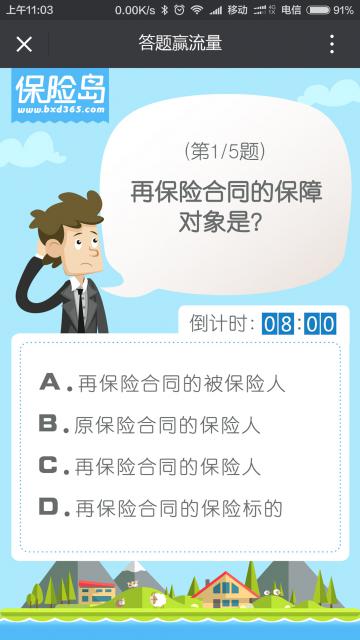 上午11:03
0.00K/s
移动
4G
1X
电信
91%
答题赢流量
保险岛
www.bxd365.com
(第1/5题)
再保险合同的保障
对象是?
倒计时: 08:00
A.再保险合同的被保险人
B.原保险合同的保险人
C.再保险合同的保险人
D.再保险合同的保险标的